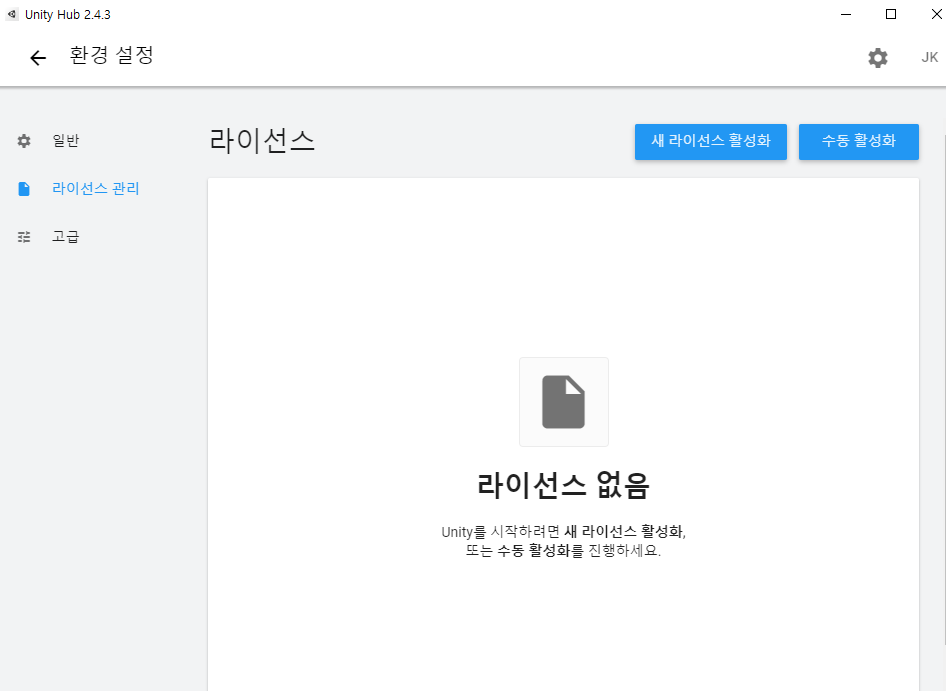 Unity Hub 2.4.3
환경 설정
JK
일반
라이선스 관리
고급
라이선스
새 라이선스 활성화
수동 활성화
라이선스 없음
Unity를 시작하려면 새 라이선스 활성화,
또는 수동 활성화를 진행하세요.